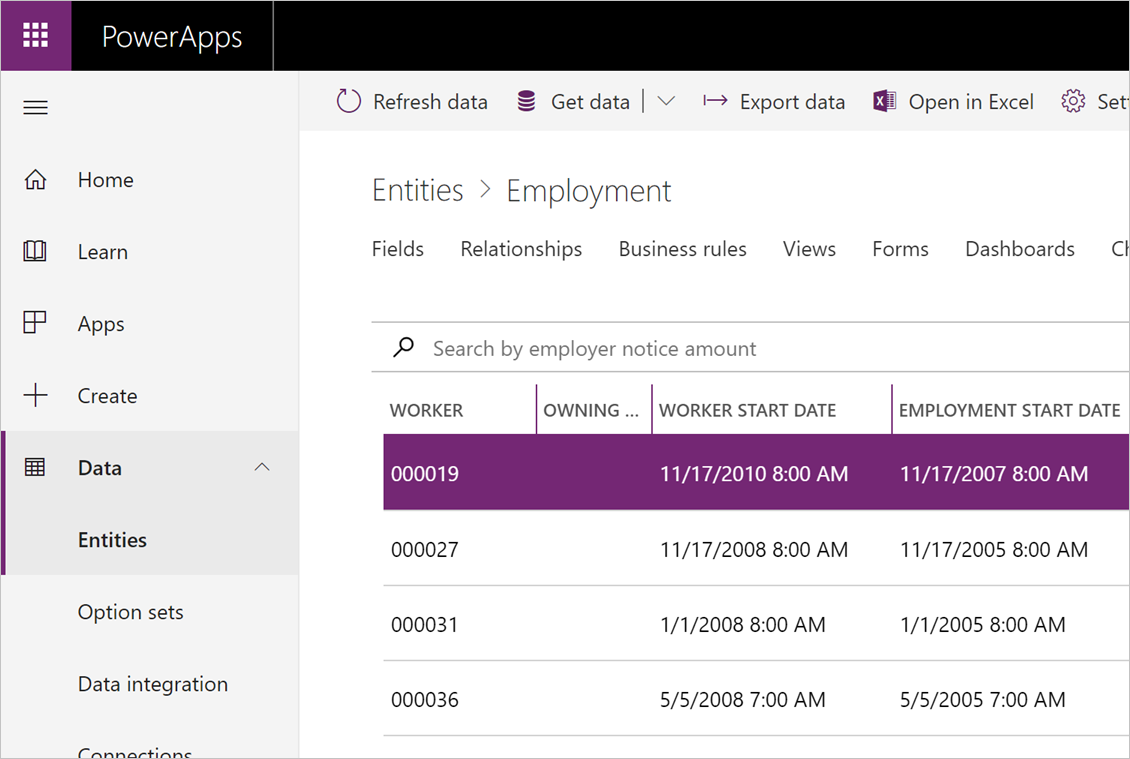 PowerApps
Refresh data Get data Export data Open in Excel
Home
Learn
Apps
Create
Data
Entities
Option sets
Data integration
Connections
Entities > Employment
Fields Relationships Business rules Views Forms Dashboards
Search by employer notice amount
WORKER OWNING ... WORKER START DATE EMPLOYMENT START DATE
000019 11/17/2010 8:00 AM 11/17/2007 8:00 AM
000027 11/17/2008 8:00 AM 11/17/2005 8:00 AM
000031 1/1/2008 8:00 AM 1/1/2005 8:00 AM
000036 5/5/2008 7:00 AM 5/5/2005 7:00 AM